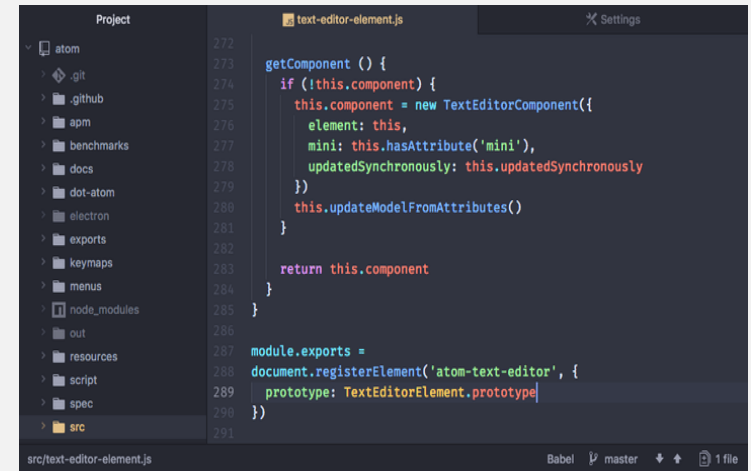 Project
atom
.git
.github
apm
benchmarks
docs
dot-atom
electron
exports
keymaps
menus
node_modules
out
resources
script
spec
src
text-editor-element.js
Settings
272
273 getComponent () {
274 if (!this.component) {
275 this.component = new TextEditorComponent({
276 element: this,
277 mini: this.hasAttribute('mini'),
278 updatedSynchronously: this.updatedSynchronously
279 })
280 this.updateModelFromAttributes()
281 }
282
283 return this.component
284 }
285 }
286
287 module.exports =
288 document.registerElement('atom-text-editor', {
289 prototype: TextEditorElement.prototype
290 })
291
src/text-editor-element.js
Babel master 1 file